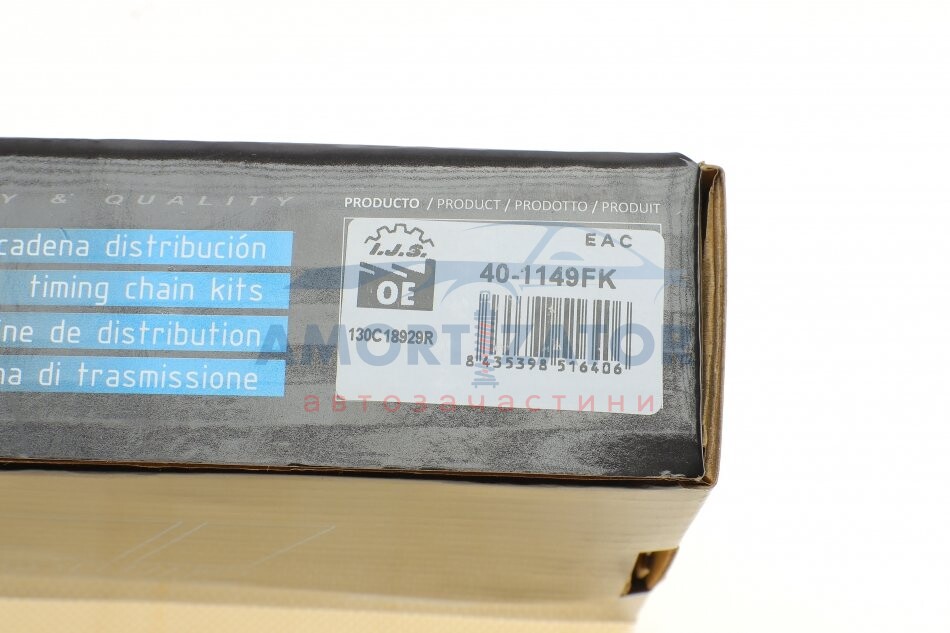 Y & QUALITY
cadena distribución
timing chain kits
ine de distribution
na di trasmissione
PRODUCTO / PRODUCT / PRODOTTO / PRODUIT
I.J.S.
EAC
OE
40-1149FK
130C18929R
8 435398 516406
AMORTIZATOR
автозапчастини